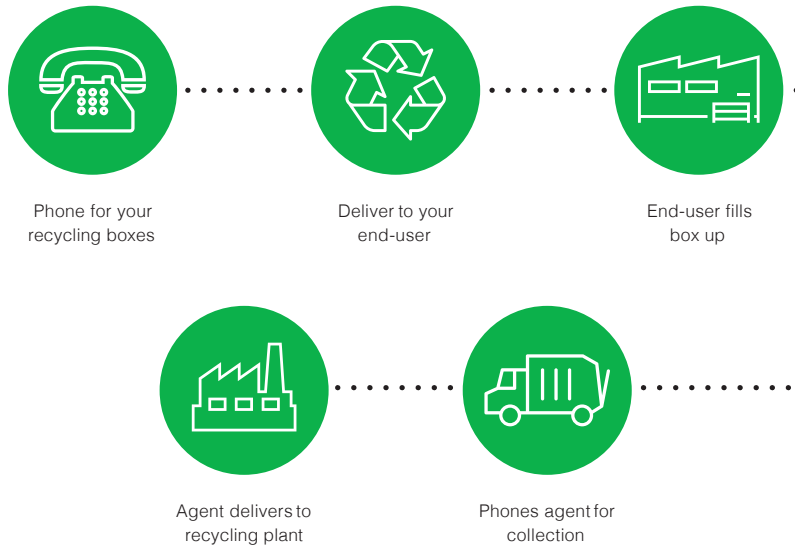 Phone for your
recycling boxes
Deliver to your
end-user
End-user fills
box up
Agent delivers to
recycling plant
Phones agent for
collection